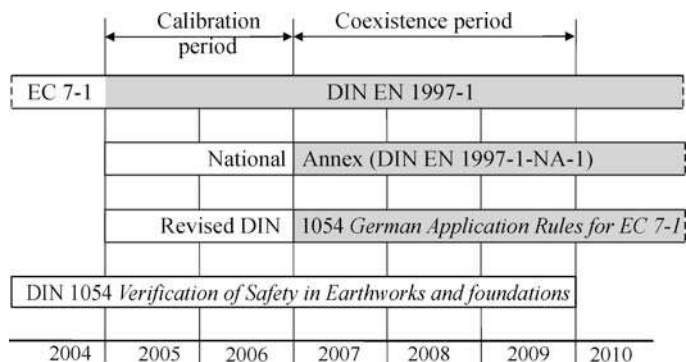 Calibration period
Coexistence period
EC 7-1 DIN EN 1997-1
National Annex (DIN EN 1997-1-NA-1)
Revised DIN 1054 German Application Rules for EC 7-1
DIN 1054 Verification of Safety in Earthworks and foundations
2004 2005 2006 2007 2008 2009 2010